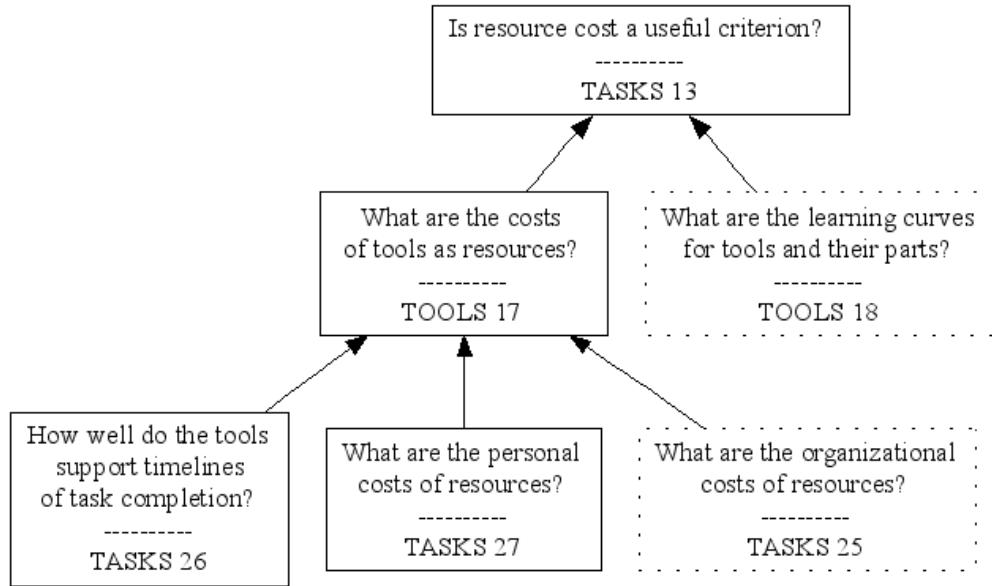 Is resource cost a useful criterion?
----------
TASKS 13
What are the costs
of tools as resources?
----------
TOOLS 17
What are the learning curves
for tools and their parts?
----------
TOOLS 18
How well do the tools
support timelines
of task completion?
----------
TASKS 26
What are the personal
costs of resources?
----------
TASKS 27
What are the organizational
costs of resources?
----------
TASKS 25